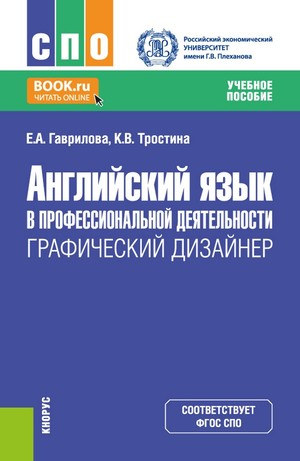 СПО
Российский экономический
УНИВЕРСИТЕТ
имени Г.В. Плеханова
BOOK.ru
ЧИТАТЬ ONLINE
УЧЕБНОЕ
ПОСОБИЕ
Е.А. Гаврилова, К.В. Тростина
Английский язык
В ПРОФЕССИОНАЛЬНОЙ ДЕЯТЕЛЬНОСТИ
ГРАФИЧЕСКИЙ ДИЗАЙНЕР
СООТВЕТСТВУЕТ
ФГОС СПО
КНОРУС